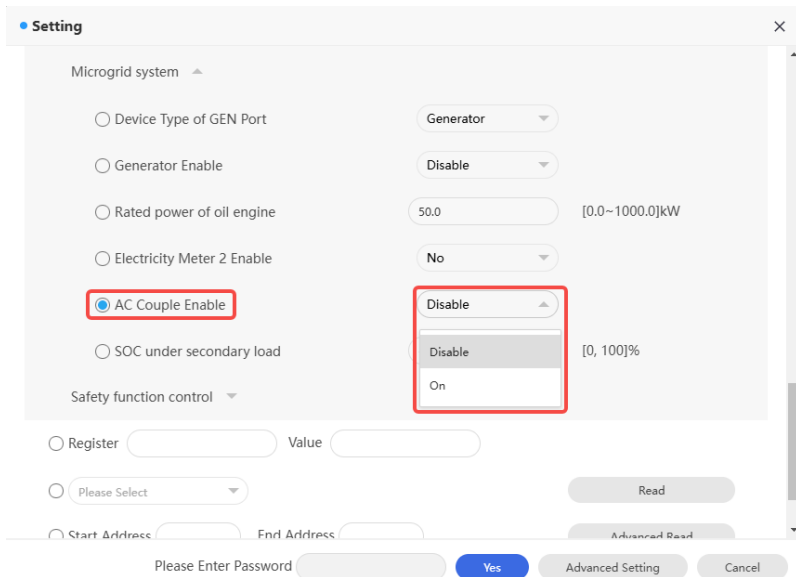 Setting
Microgrid system
Device Type of GEN Port Generator
Generator Enable Disable
Rated power of oil engine 50.0 [0.0~1000.0]kW
Electricity Meter 2 Enable No
AC Couple Enable Disable
SOC under secondary load Disable [0, 100]%
On
Safety function control
Register Value
Please Select Read
Start Address End Address Advanced Read
Please Enter Password Yes Advanced Setting Cancel